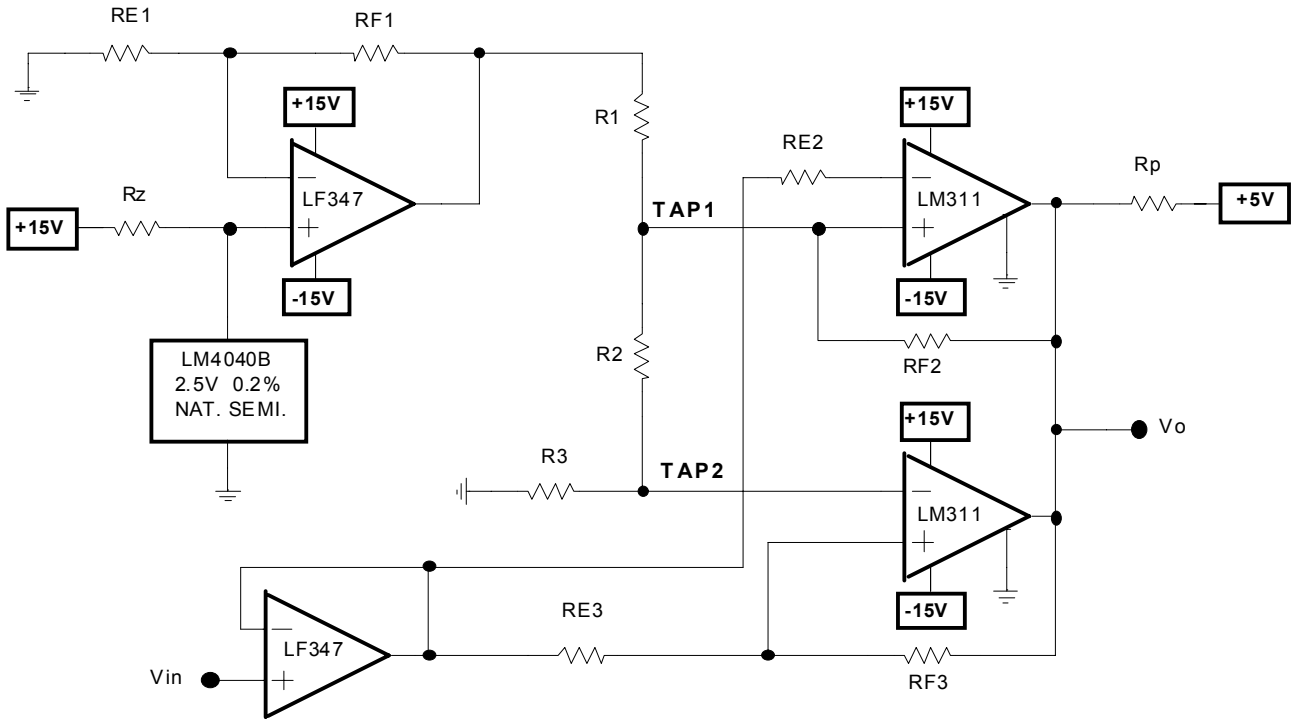 RE1
RF1
+15V
R1
+15V
RE2
Rp
Rz
LF347
LM311
+5V
TAP1
+15V
-15V
-15V
LM4040B
2.5V 0.2%
NAT. SEMI.
R2
RF2
+15V
Vo
R3
TAP2
LM311
-15V
RE3
LF347
Vin
RF3